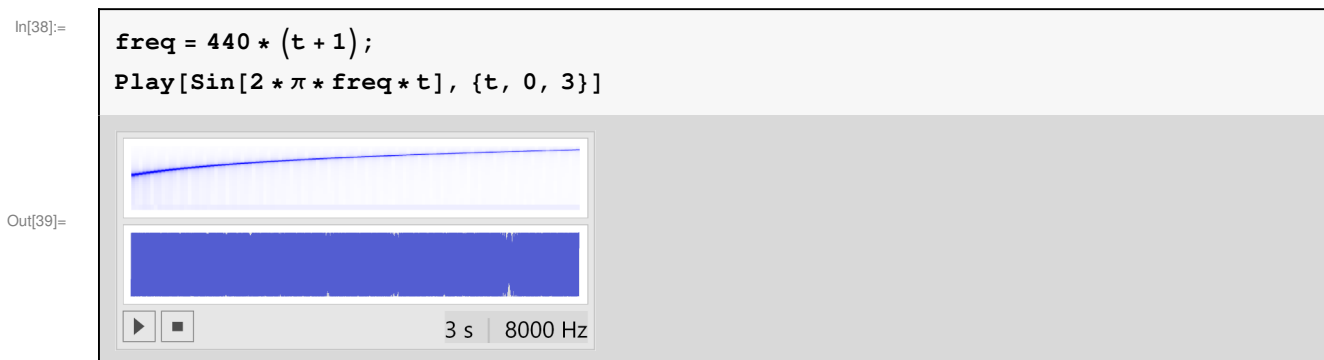 In[38]:=
freq = 440 * (t + 1);
Play[Sin[2 * π * freq * t], {t, 0, 3}]
Out[39]=
3 s | 8000 Hz